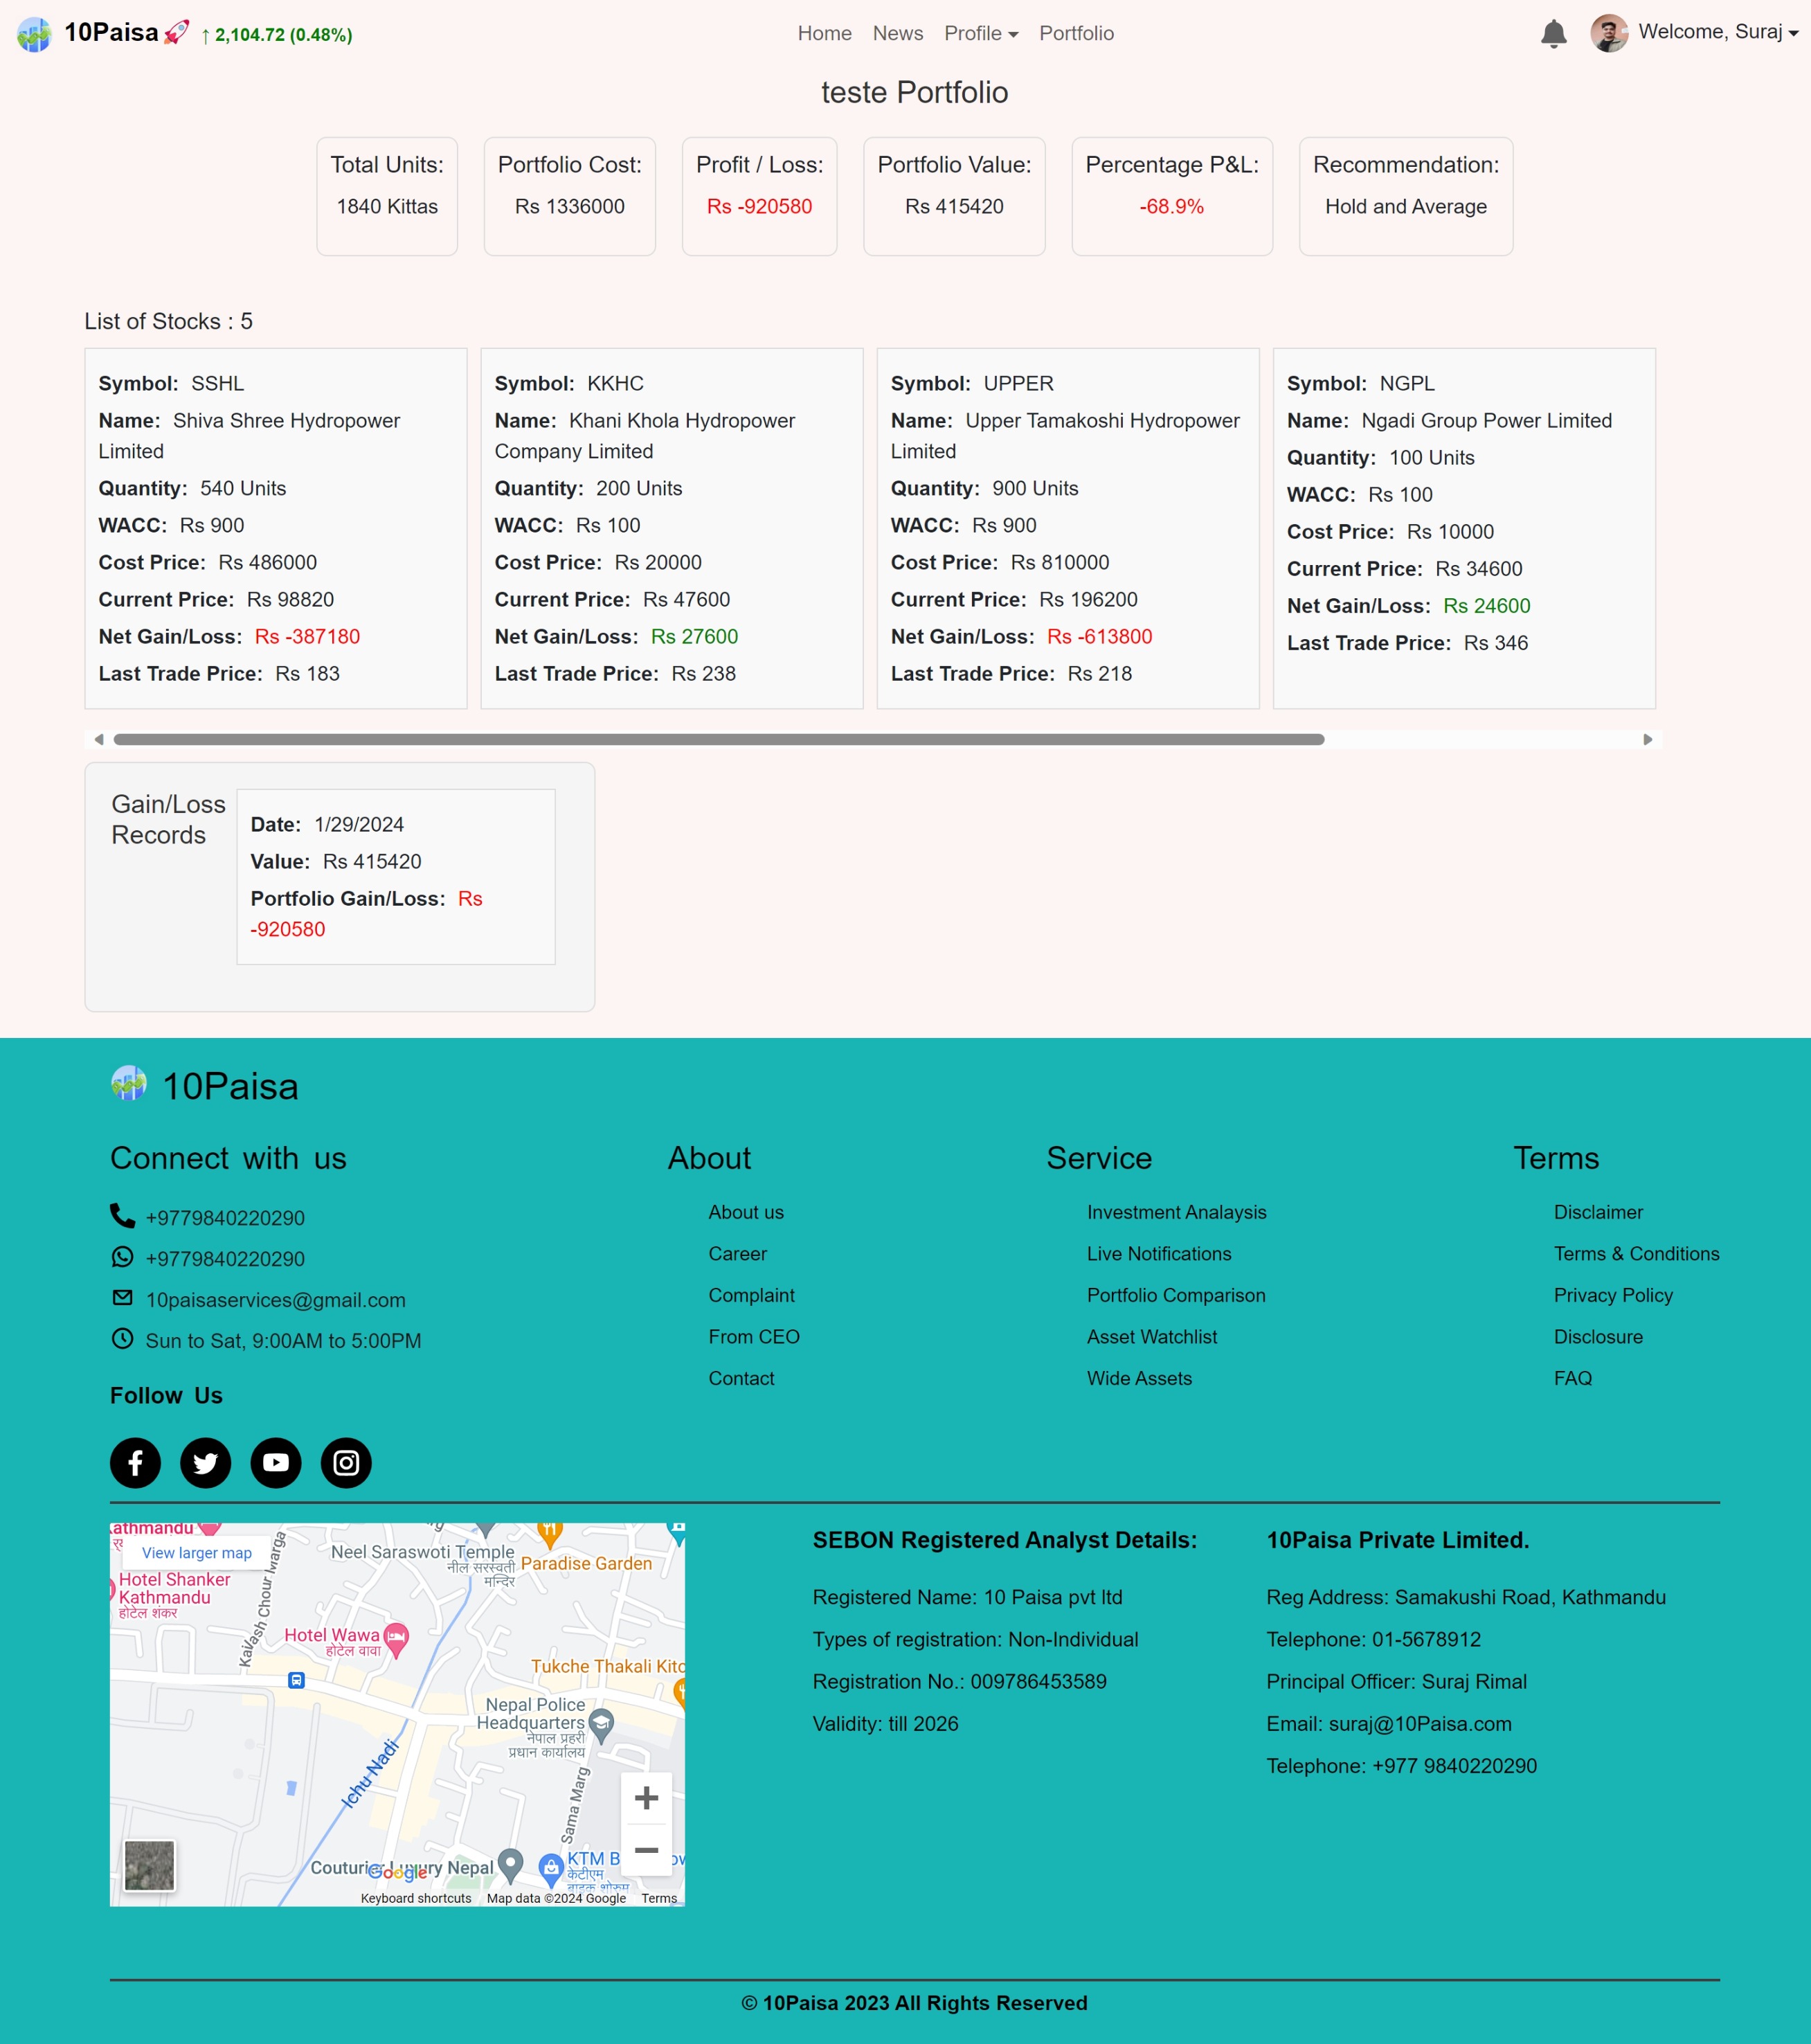 10Paisa🚀 ↑ 2,104.72 (0.48%)
Home News Profile Portfolio
Welcome, Suraj
teste Portfolio
Total Units:
1840 Kittas
Portfolio Cost:
Rs 1336000
Profit / Loss:
Rs -920580
Portfolio Value:
Rs 415420
Percentage P&L:
-68.9%
Recommendation:
Hold and Average
List of Stocks : 5
Symbol: SSHL
Name: Shiva Shree Hydropower
Limited
Quantity: 540 Units
WACC: Rs 900
Cost Price: Rs 486000
Current Price: Rs 98820
Net Gain/Loss: Rs -387180
Last Trade Price: Rs 183
Symbol: KKHC
Name: Khani Khola Hydropower
Company Limited
Quantity: 200 Units
WACC: Rs 100
Cost Price: Rs 20000
Current Price: Rs 47600
Net Gain/Loss: Rs 27600
Last Trade Price: Rs 238
Symbol: UPPER
Name: Upper Tamakoshi Hydropower
Limited
Quantity: 900 Units
WACC: Rs 900
Cost Price: Rs 810000
Current Price: Rs 196200
Net Gain/Loss: Rs -613800
Last Trade Price: Rs 218
Symbol: NGPL
Name: Ngadi Group Power Limited
Quantity: 100 Units
WACC: Rs 100
Cost Price: Rs 10000
Current Price: Rs 34600
Net Gain/Loss: Rs 24600
Last Trade Price: Rs 346
Gain/Loss
Records
Date: 1/29/2024
Value: Rs 415420
Portfolio Gain/Loss: Rs
-920580
10Paisa
Connect with us
+9779840220290
+9779840220290
10paisaservices@gmail.com
Sun to Sat, 9:00AM to 5:00PM
Follow Us
About
About us
Career
Complaint
From CEO
Contact
Service
Investment Analaysis
Live Notifications
Portfolio Comparison
Asset Watchlist
Wide Assets
Terms
Disclaimer
Terms & Conditions
Privacy Policy
Disclosure
FAQ
View larger map
Neel Saraswoti Temple
नील सरस्वती
मन्दिर
Paradise Garden
Hotel Shanker
Kathmandu
होटेल शंकर
Kailash Chour Marga
Hotel Wawa
होटेल वावा
Tukche Thakali
Nepal Police
Headquarters
नेपाल प्रहरी
प्रधान कार्यालय
Ichu Nadi
Sama Marg
Nepal
Google
KTM
केटीएम
Keyboard shortcuts Map data ©2024 Google Terms
SEBON Registered Analyst Details:
Registered Name: 10 Paisa pvt ltd
Types of registration: Non-Individual
Registration No.: 009786453589
Validity: till 2026
10Paisa Private Limited.
Reg Address: Samakushi Road, Kathmandu
Telephone: 01-5678912
Principal Officer: Suraj Rimal
Email: suraj@10Paisa.com
Telephone: +977 9840220290
© 10Paisa 2023 All Rights Reserved